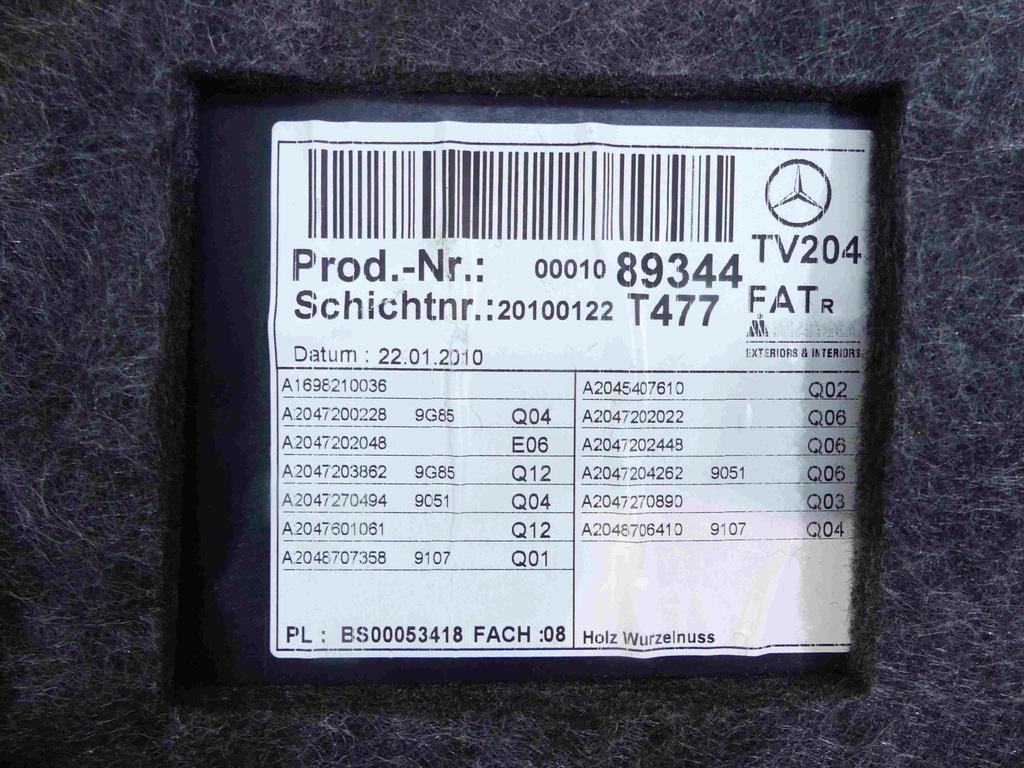 Prod.-Nr.: 00010 89344 TV204
Schichtnr.: 20100122 T477 FATR
EXTERIORS & INTERIORS
Datum : 22.01.2010
A1698210036
A2047200228 9G85 Q04
A2047202048 E06
A2047203862 9G85 Q12
A2047270494 9051 Q04
A2047601061 Q12
A2048707358 9107 Q01
PL : BS00053418 FACH :08
A2045407610 Q02
A2047202022 Q06
A2047202448 Q06
A2047204262 9051 Q06
A2047270890 Q03
A2048706410 9107 Q04
Holz Wurzelnuss